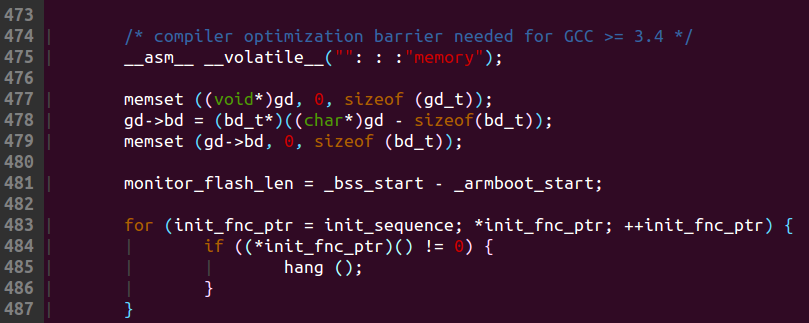 473
474 /* compiler optimization barrier needed for GCC >= 3.4 */
475 __asm__ __volatile__("": : :"memory");
476
477 memset ((void*)gd, 0, sizeof (gd_t));
478 gd->bd = (bd_t*)((char*)gd - sizeof(bd_t));
479 memset (gd->bd, 0, sizeof (bd_t));
480
481 monitor_flash_len = _bss_start - _armboot_start;
482
483 for (init_fnc_ptr = init_sequence; *init_fnc_ptr; ++init_fnc_ptr) {
484 if ((*init_fnc_ptr)() != 0) {
485 hang ();
486 }
487 }